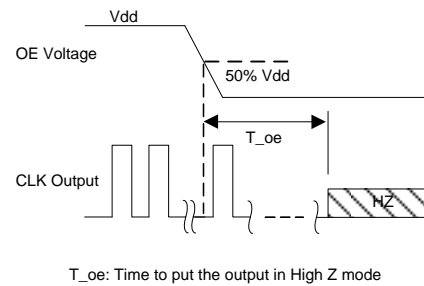 Vdd
OE Voltage
50% Vdd
T_oe
CLK Output
HZ
T_oe: Time to put the output in High Z mode